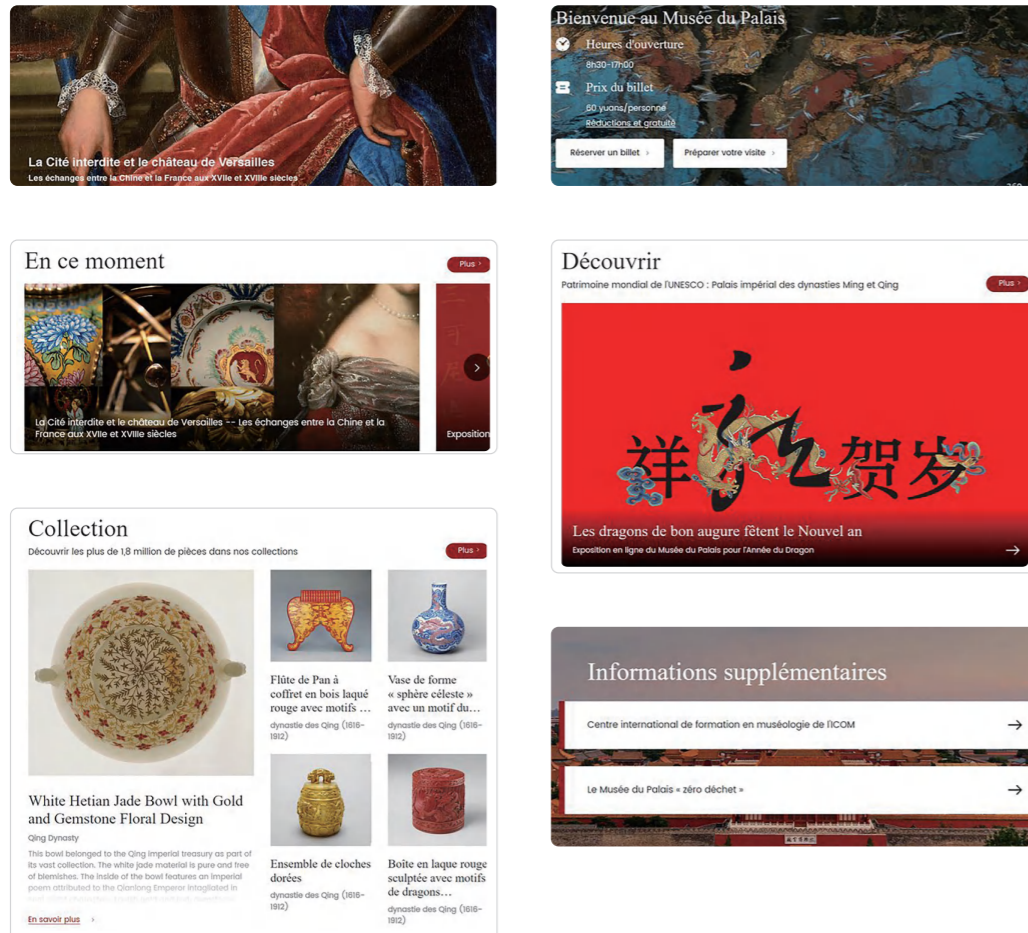 La Cité interdite et le château de Versailles
Les échanges entre la Chine et la France aux XVIIe et XVIIIe siècles
Bienvenue au Musée du Palais
Heures d'ouverture
8h30-17h00
Prix du billet
60 yuans/personne
Réductions et gratuité
Réserver un billet ›
Préparer votre visite ›
En ce moment
Plus ›
La Cité interdite et le château de Versailles -- Les échanges entre la Chine et la
France aux XVIIe et XVIIIe siècles
Exposition
Découvrir
Patrimoine mondial de l'UNESCO : Palais impérial des dynasties Ming et Qing
Plus ›
祥龙贺岁
Les dragons de bon augure fêtent le Nouvel an
Exposition en ligne du Musée du Palais pour l'Année du Dragon
Collection
Découvrir les plus de 1,8 million de pièces dans nos collections
Plus ›
White Hetian Jade Bowl with Gold
and Gemstone Floral Design
Qing Dynasty
This bowl belonged to the Qing imperial treasury as part of
its vast collection. The white jade material is pure and free
of blemishes. The inside of the bowl features an imperial
poem attributed to the Qianlong Emperor intagliated in
En savoir plus ›
Flûte de Pan à
coffret en bois laqué
rouge avec motifs …
dynastie des Qing (1616-
1912)
Vase de forme
« sphère céleste »
avec un motif du…
dynastie des Qing (1616-
1912)
Ensemble de cloches
dorées
dynastie des Qing (1616-
1912)
Boîte en laque rouge
sculptée avec motifs
de dragons…
dynastie des Qing (1616-
1912)
Informations supplémentaires
Centre international de formation en muséologie de l'ICOM
Le Musée du Palais « zéro déchet »